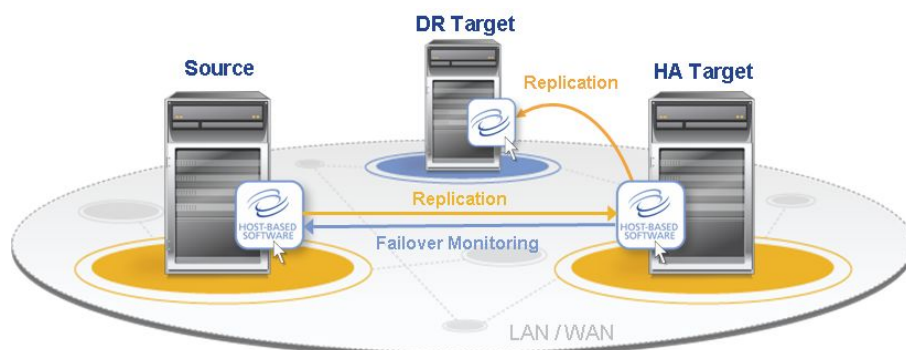 DR Target
Source
HA Target
Replication
Replication
HOST-BASED
SOFTWARE
HOST-BASED
SOFTWARE
Failover Monitoring
LAN / WAN